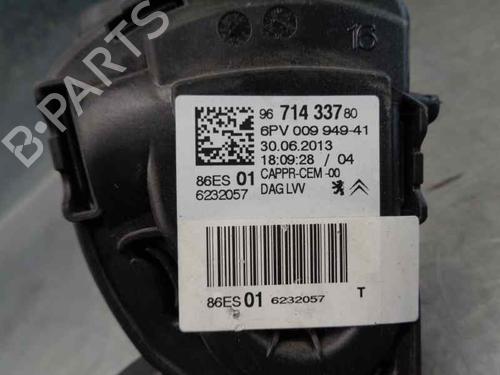 16
96 714 337 80
6PV 009 949-41
30.06.2013
18:09:28 / 04
86ES 01 CAPPR-CEM -00
6232057 DAG LVV
86ES 01 6232057 T
B-Parts